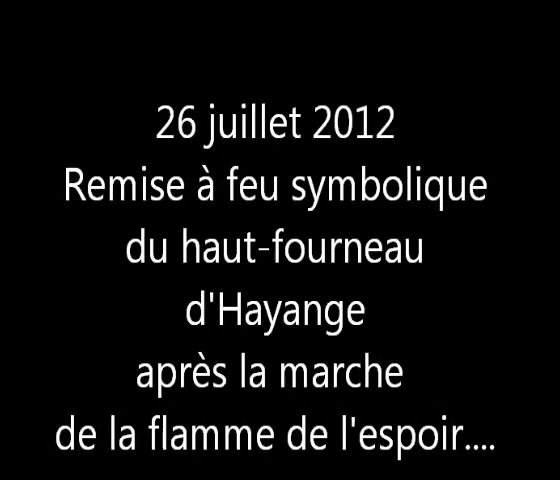 26 juillet 2012
Remise à feu symbolique
du haut-fourneau
d'Hayange
après la marche
de la flamme de l'espoir....